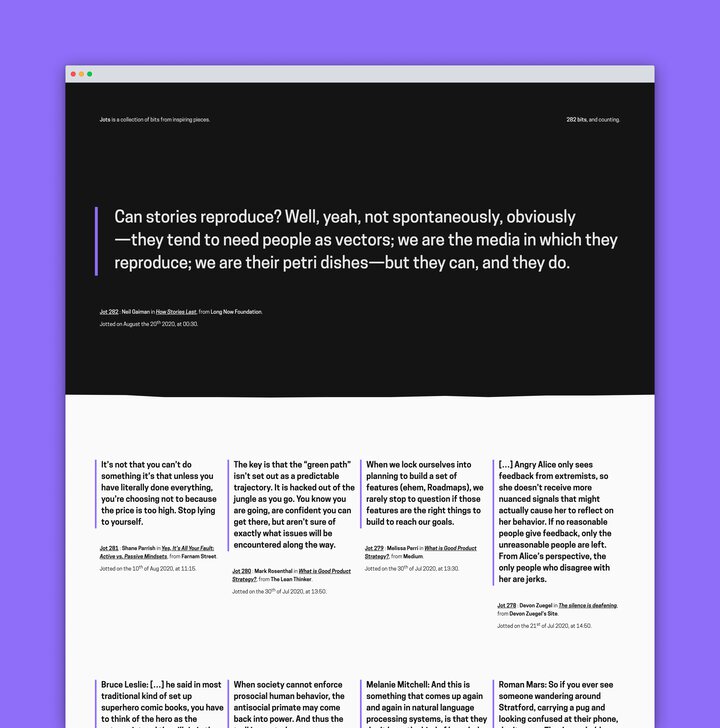 Jots is a collection of bits from inspiring pieces.
282 bits, and counting.
Can stories reproduce? Well, yeah, not spontaneously, obviously
—they tend to need people as vectors; we are the media in which they
reproduce; we are their petri dishes—but they can, and they do.
Jot 282 : Neil Gaiman in How Stories Last, from Long Now Foundation.
Jotted on August the 20th 2020, at 00:30.
It's not that you can't do
something it's that unless you
have literally done everything,
you're choosing not to because
the price is too high. Stop lying
to yourself.
Jot 281 : Shane Parrish in Yes, It's All Your Fault:
Active vs. Passive Mindsets, from Farnam Street.
Jotted on the 10th of Aug 2020, at 11:15.
The key is that the “green path”
isn't set out as a predictable
trajectory. It is hacked out of the
jungle as you go. You know you
are going, are confident you can
get there, but aren't sure of
exactly what issues will be
encountered along the way.
Jot 280 : Mark Rosenthal in What is Good Product
Strategy?, from The Lean Thinker.
Jotted on the 30th of Jul 2020, at 13:50.
When we lock ourselves into
planning to build a set of
features (ehem, Roadmaps), we
rarely stop to question if those
features are the right things to
build to reach our goals.
Jot 279 : Melissa Perri in What is Good Product
Strategy?, from Medium.
Jotted on the 30th of Jul 2020, at 13:30.
[…] Angry Alice only sees
feedback from extremists, so
she doesn't receive more
nuanced signals that might
actually cause her to reflect on
her behavior. If no reasonable
people give feedback, only the
unreasonable people are left.
From Alice's perspective, the
only people who disagree with
her are jerks.
Jot 278 : Devon Zuegel in The silence is deafening,
from Devon Zuegel's Site.
Jotted on the 21st of Jul 2020, at 14:50.
Bruce Leslie: […] he said in most
traditional kind of set up
superhero comic books, you have
to think of the hero as the
When society cannot enforce
prosocial human behavior, the
antisocial primate may come
back into power. And thus the
Melanie Mitchell: And this is
something that comes up again
and again in natural language
processing systems, is that they
Roman Mars: So if you ever see
someone wandering around
Stratford, carrying a pug and
looking confused at their phone,